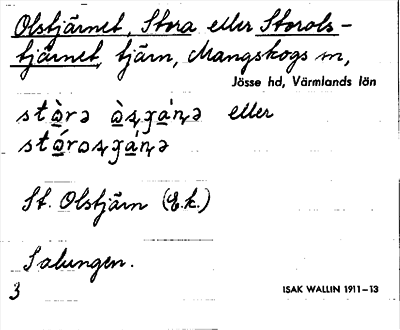 Olstjärnet, Stora eller Storols-
tjärnet, tjärn, Mangskogs sn,
Jösse hd, Värmlands län
eller
St. Olstjärn (E.k.)
Salungen.
3
ISAK WALLIN 1911-13